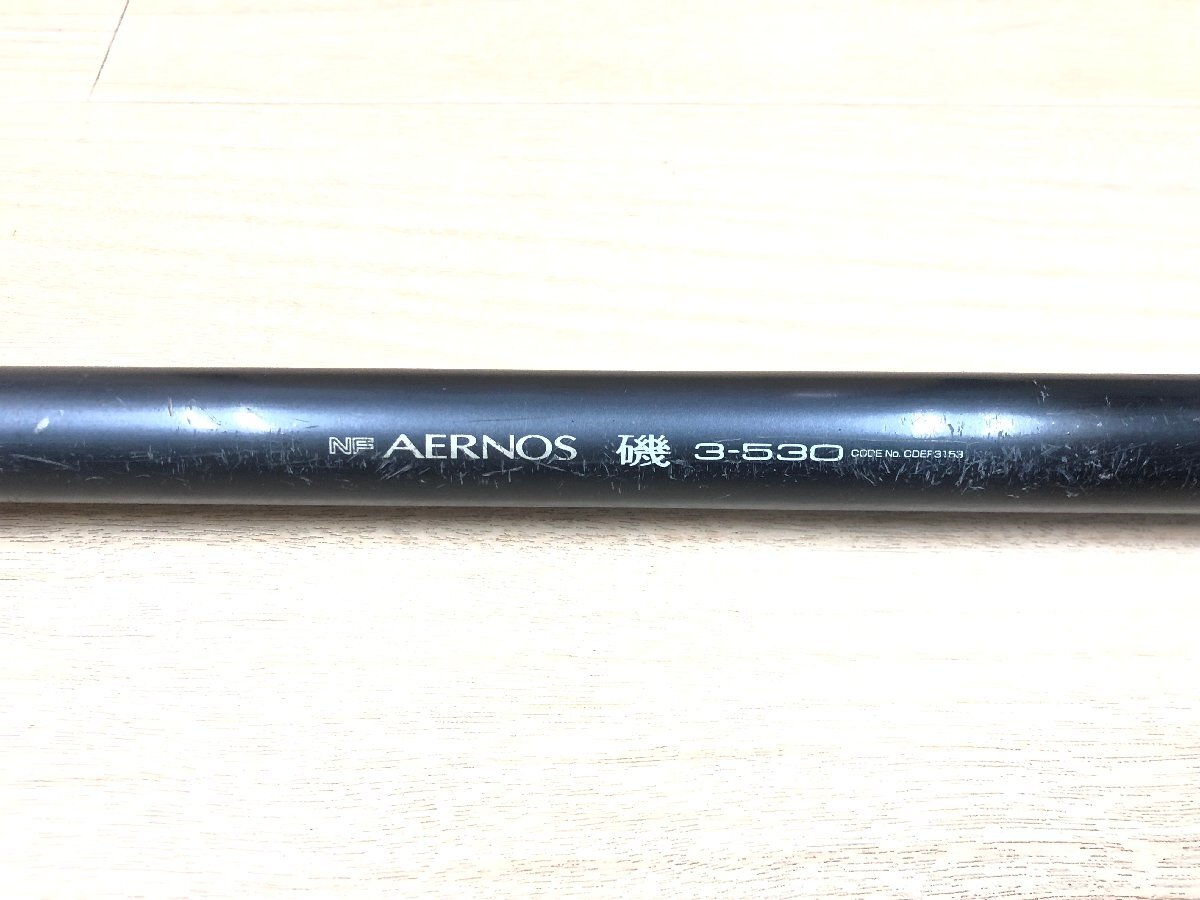 NF AERNOS 磯 3-530 CODE No. CDEF3153